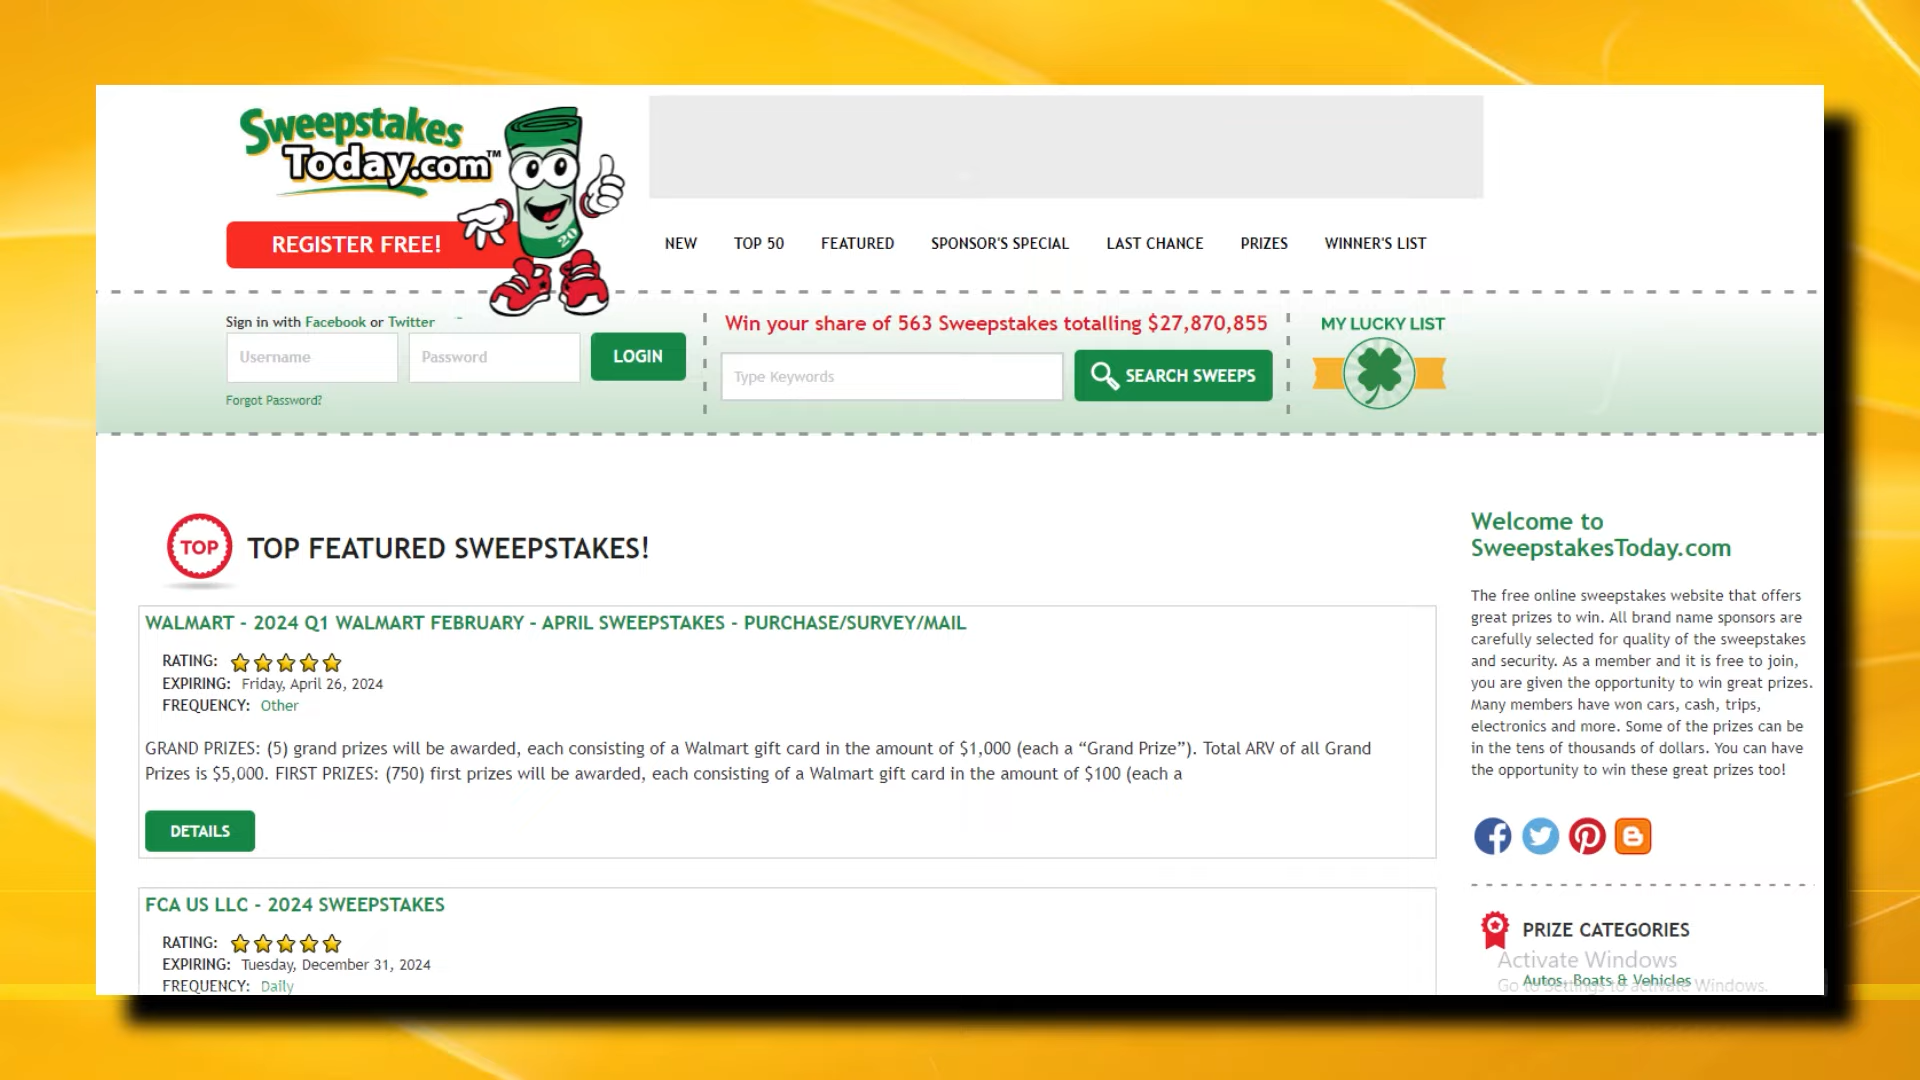 Sweepstakes
Today.com™
20
REGISTER FREE!
NEW TOP 50 FEATURED SPONSOR'S SPECIAL LAST CHANCE PRIZES WINNER'S LIST
Sign in with Facebook or Twitter
Username Password LOGIN
Forgot Password?
Win your share of 563 Sweepstakes totalling $27,870,855
Type Keywords SEARCH SWEEPS
MY LUCKY LIST
TOP TOP FEATURED SWEEPSTAKES!
WALMART - 2024 Q1 WALMART FEBRUARY - APRIL SWEEPSTAKES - PURCHASE/SURVEY/MAIL
RATING:
EXPIRING: Friday, April 26, 2024
FREQUENCY: Other
GRAND PRIZES: (5) grand prizes will be awarded, each consisting of a Walmart gift card in the amount of $1,000 (each a “Grand Prize”). Total ARV of all Grand
Prizes is $5,000. FIRST PRIZES: (750) first prizes will be awarded, each consisting of a Walmart gift card in the amount of $100 (each a
DETAILS
FCA US LLC - 2024 SWEEPSTAKES
RATING:
EXPIRING: Tuesday, December 31, 2024
FREQUENCY: Daily
Welcome to
SweepstakesToday.com
The free online sweepstakes website that offers
great prizes to win. All brand name sponsors are
carefully selected for quality of the sweepstakes
and security. As a member and it is free to join,
you are given the opportunity to win great prizes.
Many members have won cars, cash, trips,
electronics and more. Some of the prizes can be
in the tens of thousands of dollars. You can have
the opportunity to win these great prizes too!
PRIZE CATEGORIES
Activate Windows
Autos, Boats & Vehicles
Go to Settings to activate Windows.